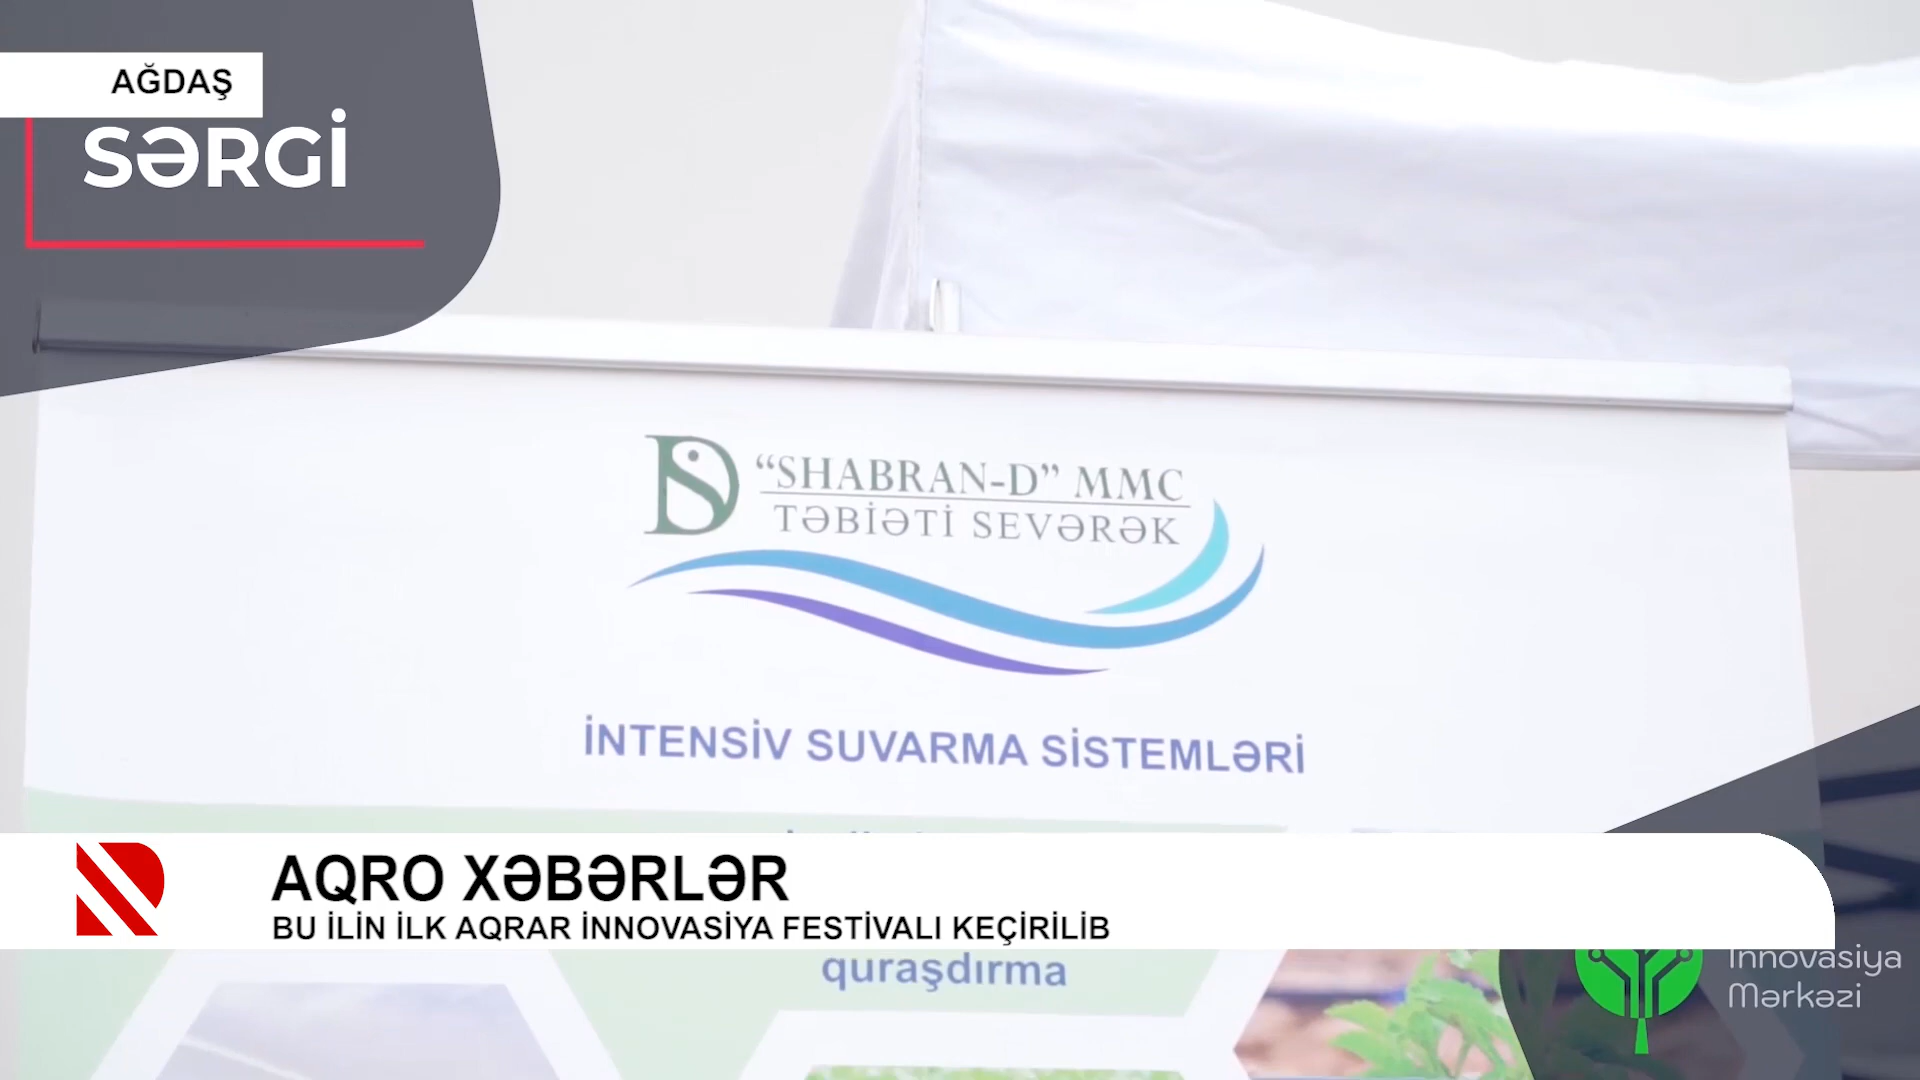 AĞDAŞ
SƏRGİ
"SHABRAN-D" MMC
TƏBİƏTİ SEVƏRƏK
İNTENSİV SUVARMA SİSTEMLƏRİ
AQRO XƏBƏRLƏR
BU İLİN İLK AQRAR İNNOVASİYA FESTİVALI KEÇİRİLİB
quraşdırma
İnnovasiya
Mərkəzi